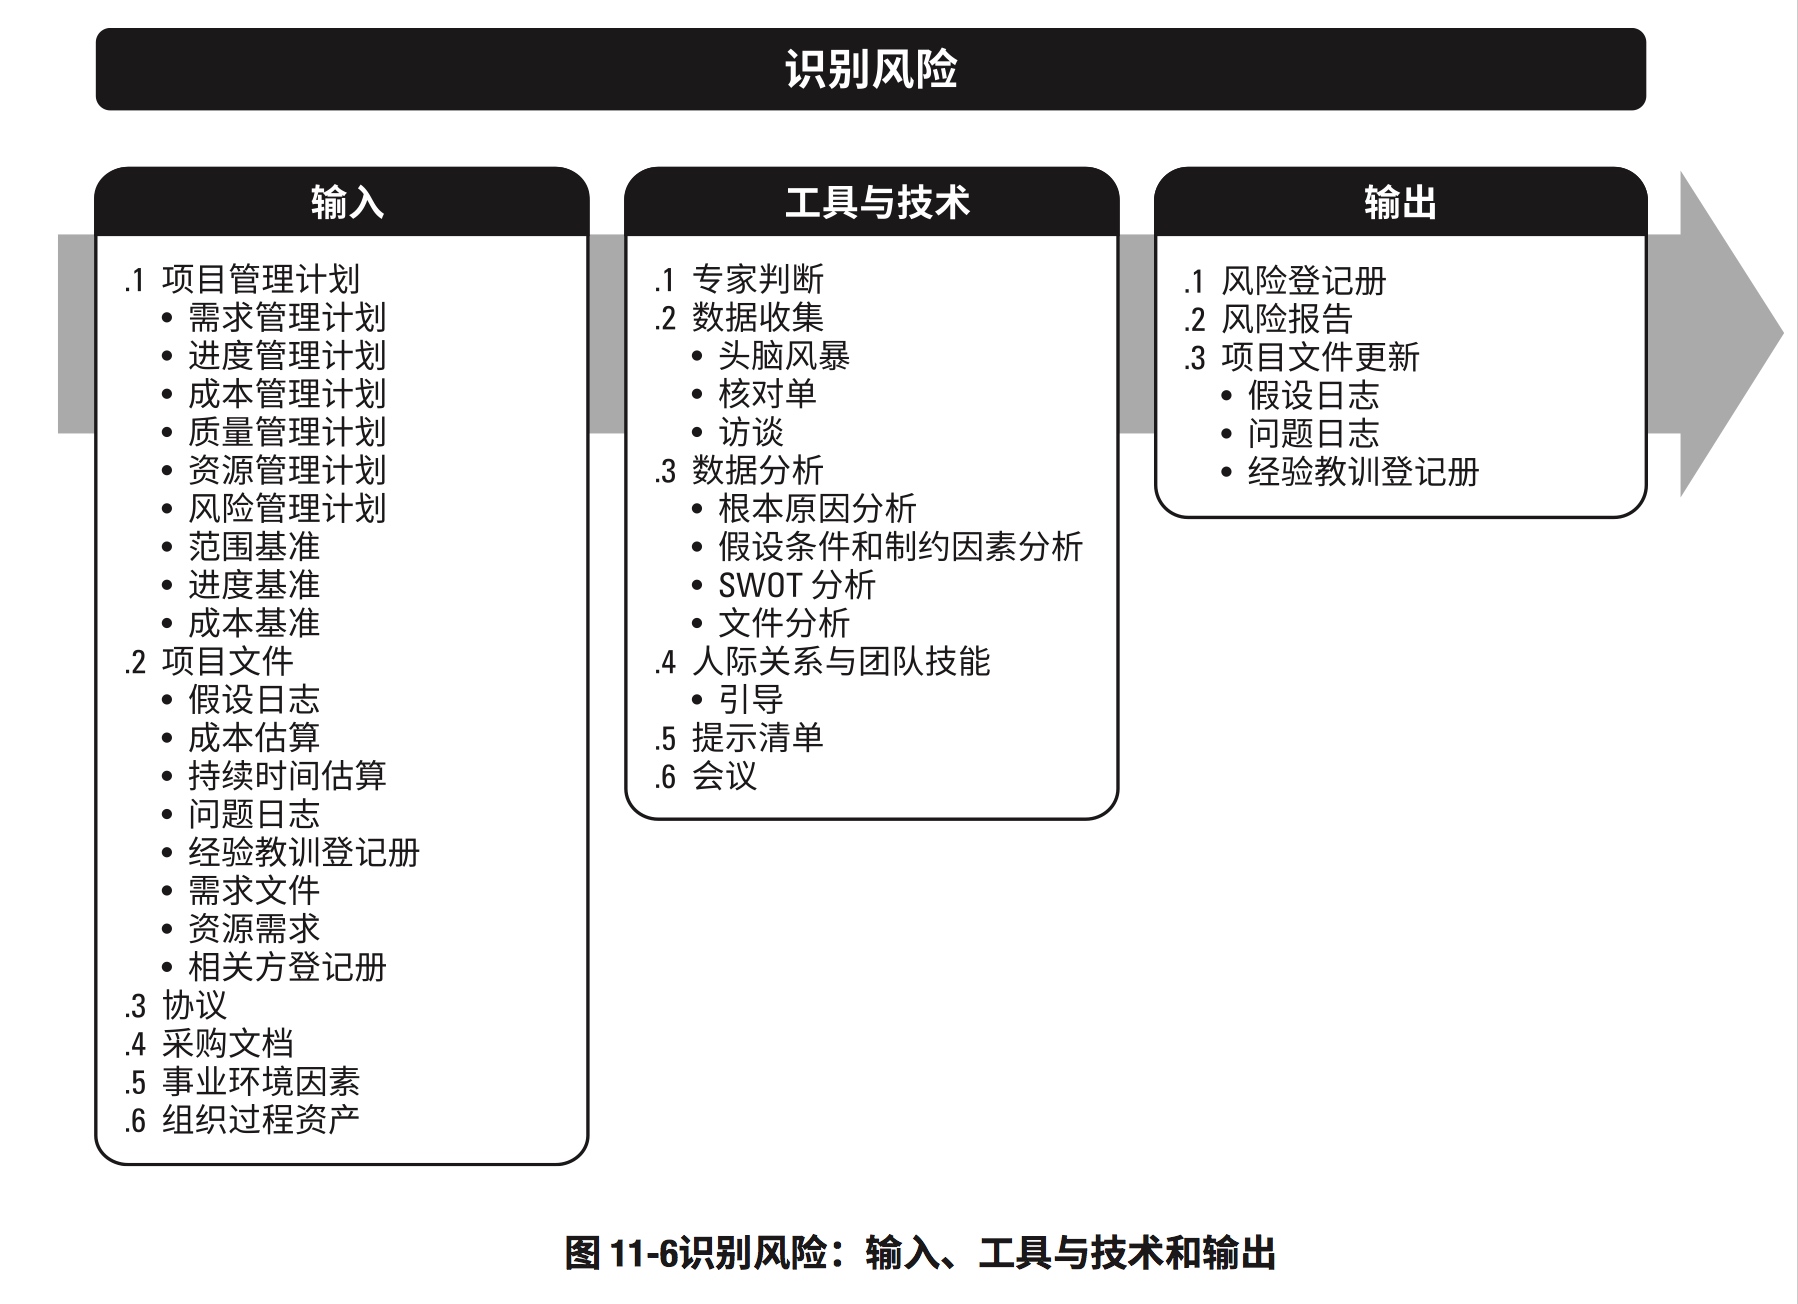 识别风险
输入
.1 项目管理计划
• 需求管理计划
• 进度管理计划
• 成本管理计划
• 质量管理计划
• 资源管理计划
• 风险管理计划
• 范围基准
• 进度基准
• 成本基准
.2 项目文件
• 假设日志
• 成本估算
• 持续时间估算
• 问题日志
• 经验教训登记册
• 需求文件
• 资源需求
• 相关方登记册
.3 协议
.4 采购文档
.5 事业环境因素
.6 组织过程资产
工具与技术
.1 专家判断
.2 数据收集
• 头脑风暴
• 核对单
• 访谈
.3 数据分析
• 根本原因分析
• 假设条件和制约因素分析
• SWOT 分析
• 文件分析
.4 人际关系与团队技能
• 引导
.5 提示清单
.6 会议
输出
.1 风险登记册
.2 风险报告
.3 项目文件更新
• 假设日志
• 问题日志
• 经验教训登记册
图 11-6识别风险：输入、工具与技术和输出